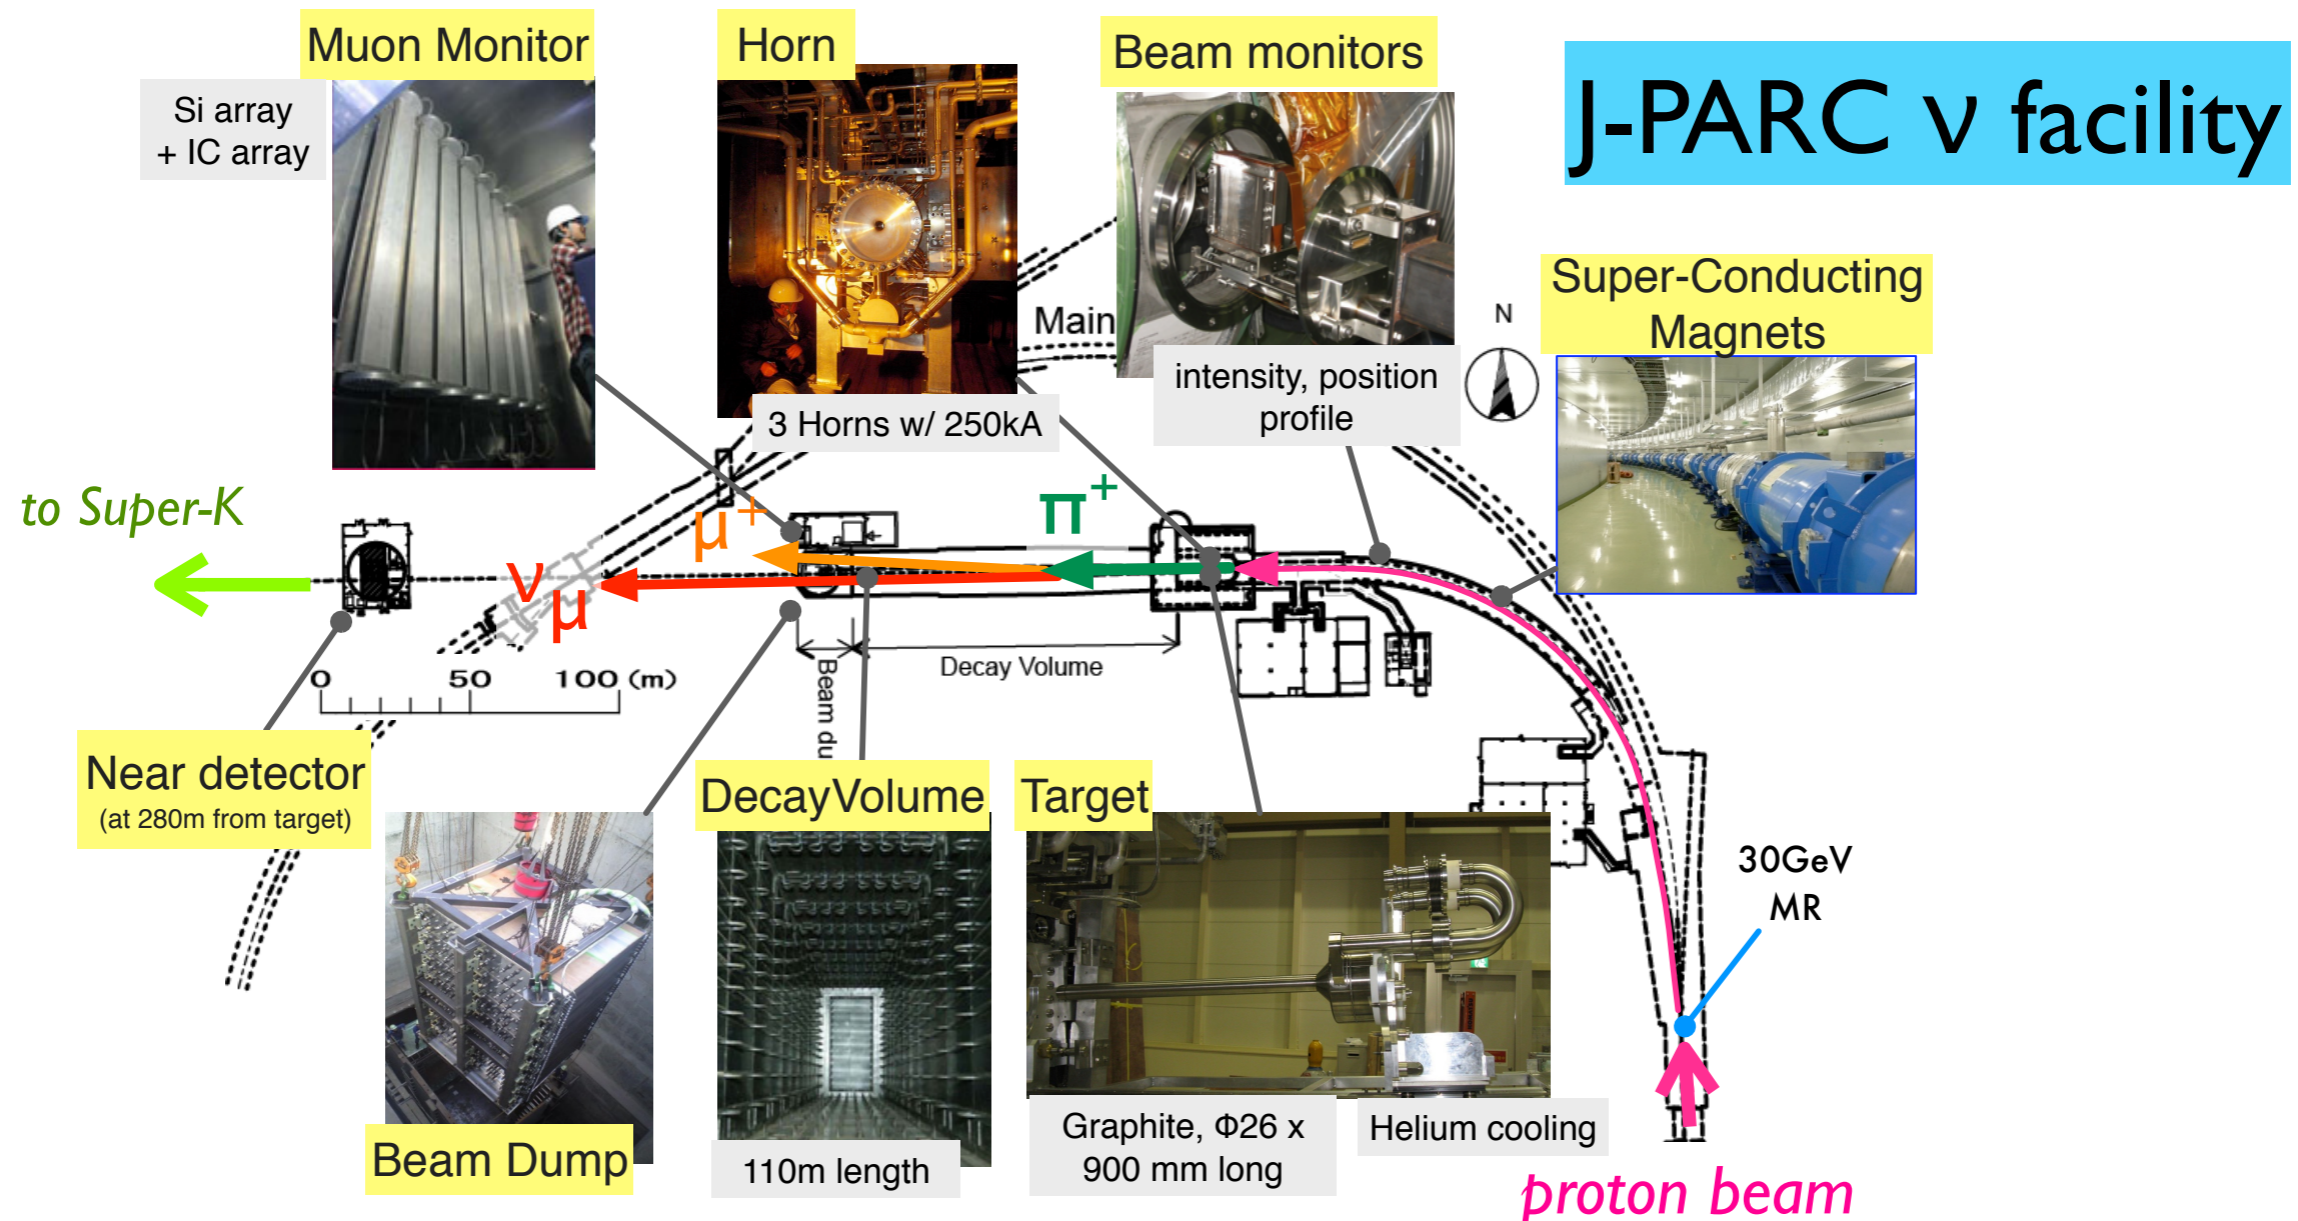 Muon Monitor
Si array
+ IC array
Horn
3 Horns w/ 250kA
Beam monitors
intensity, position
profile
J-PARC ν facility
Super-Conducting
Magnets
N
Main
to Super-K
ν
μ
μ+
π+
Decay Volume
Beam du
0 50 100 (m)
Near detector
(at 280m from target)
Beam Dump
DecayVolume
110m length
Target
Graphite, Φ26 x
900 mm long
Helium cooling
30GeV
MR
proton beam